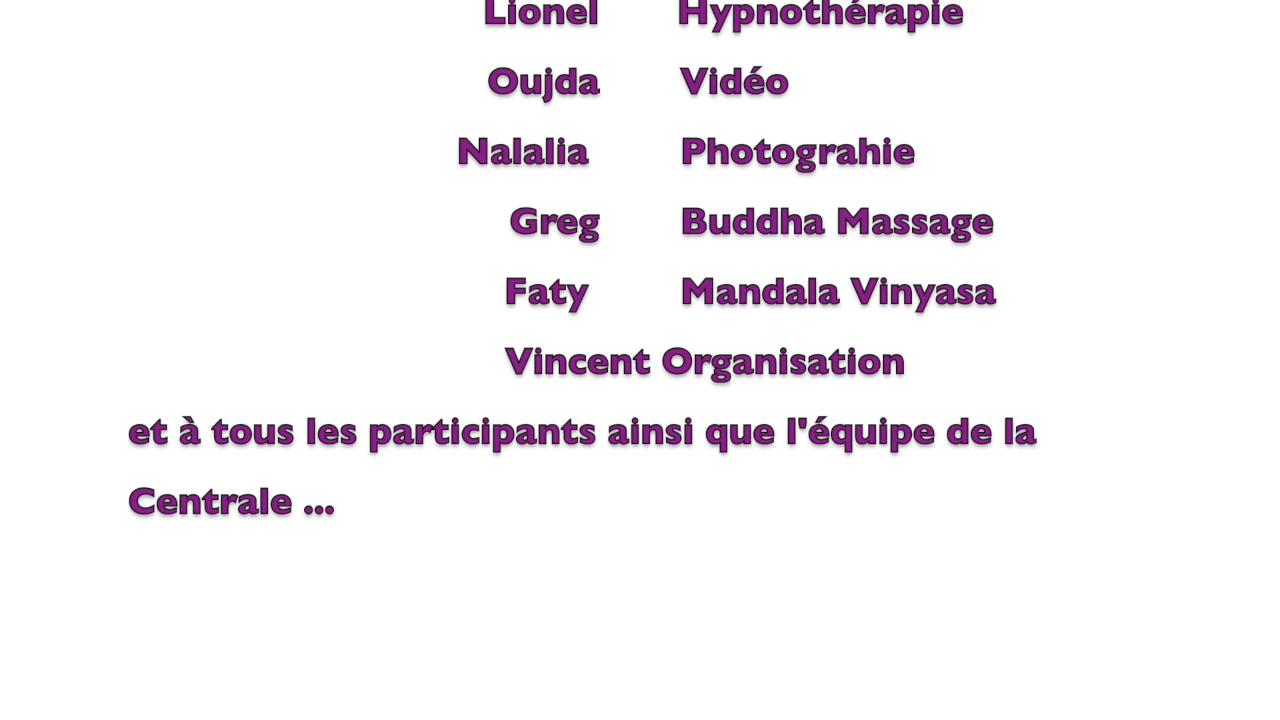 Lionel Hypnothérapie
Oujda Vidéo
Nalalia Photograhie
Greg Buddha Massage
Faty Mandala Vinyasa
Vincent Organisation
et à tous les participants ainsi que l'équipe de la
Centrale ...